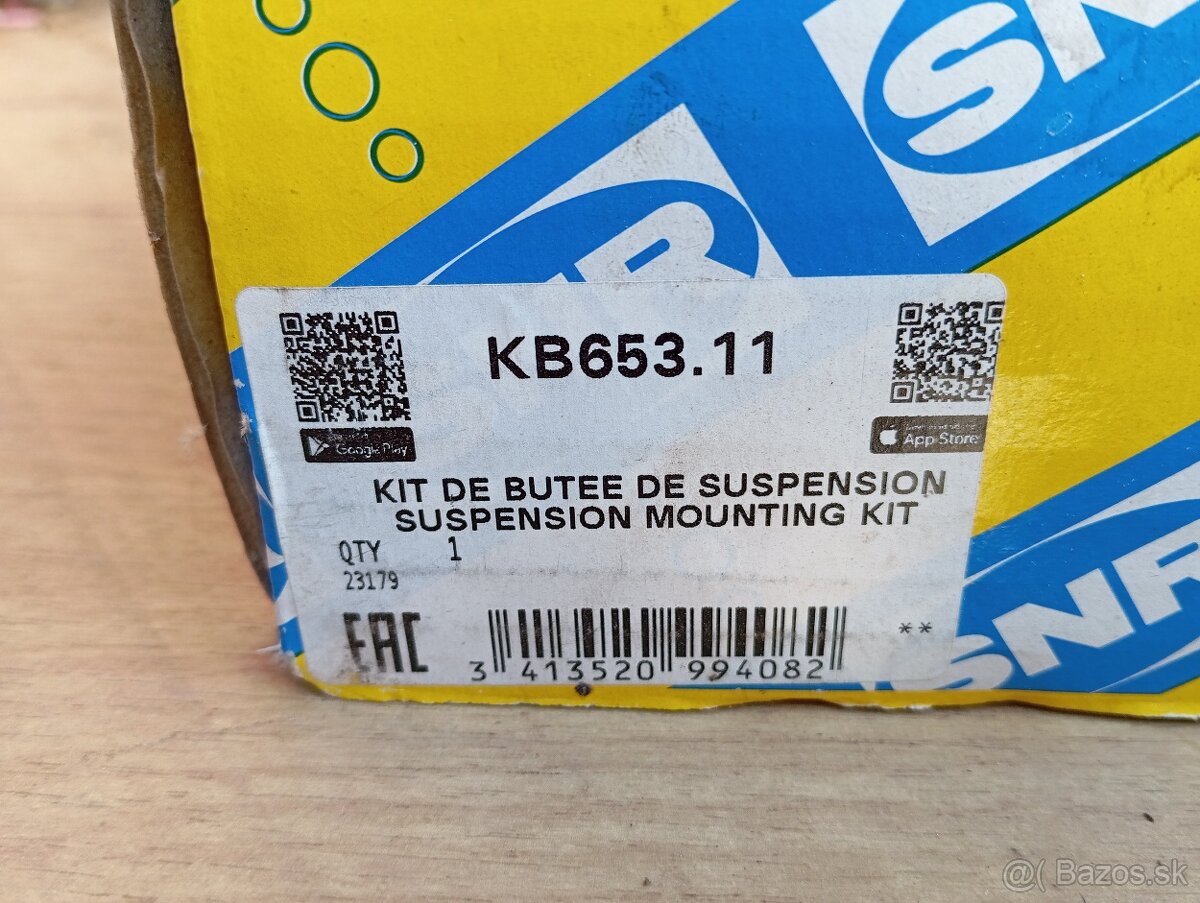 SNR
SNR
KB653.11
Google Play
App Store
KIT DE BUTEE DE SUSPENSION
SUSPENSION MOUNTING KIT
QTY 1
23179
EAC
3 413520 994082
**
SNR
@( Bazos.sk